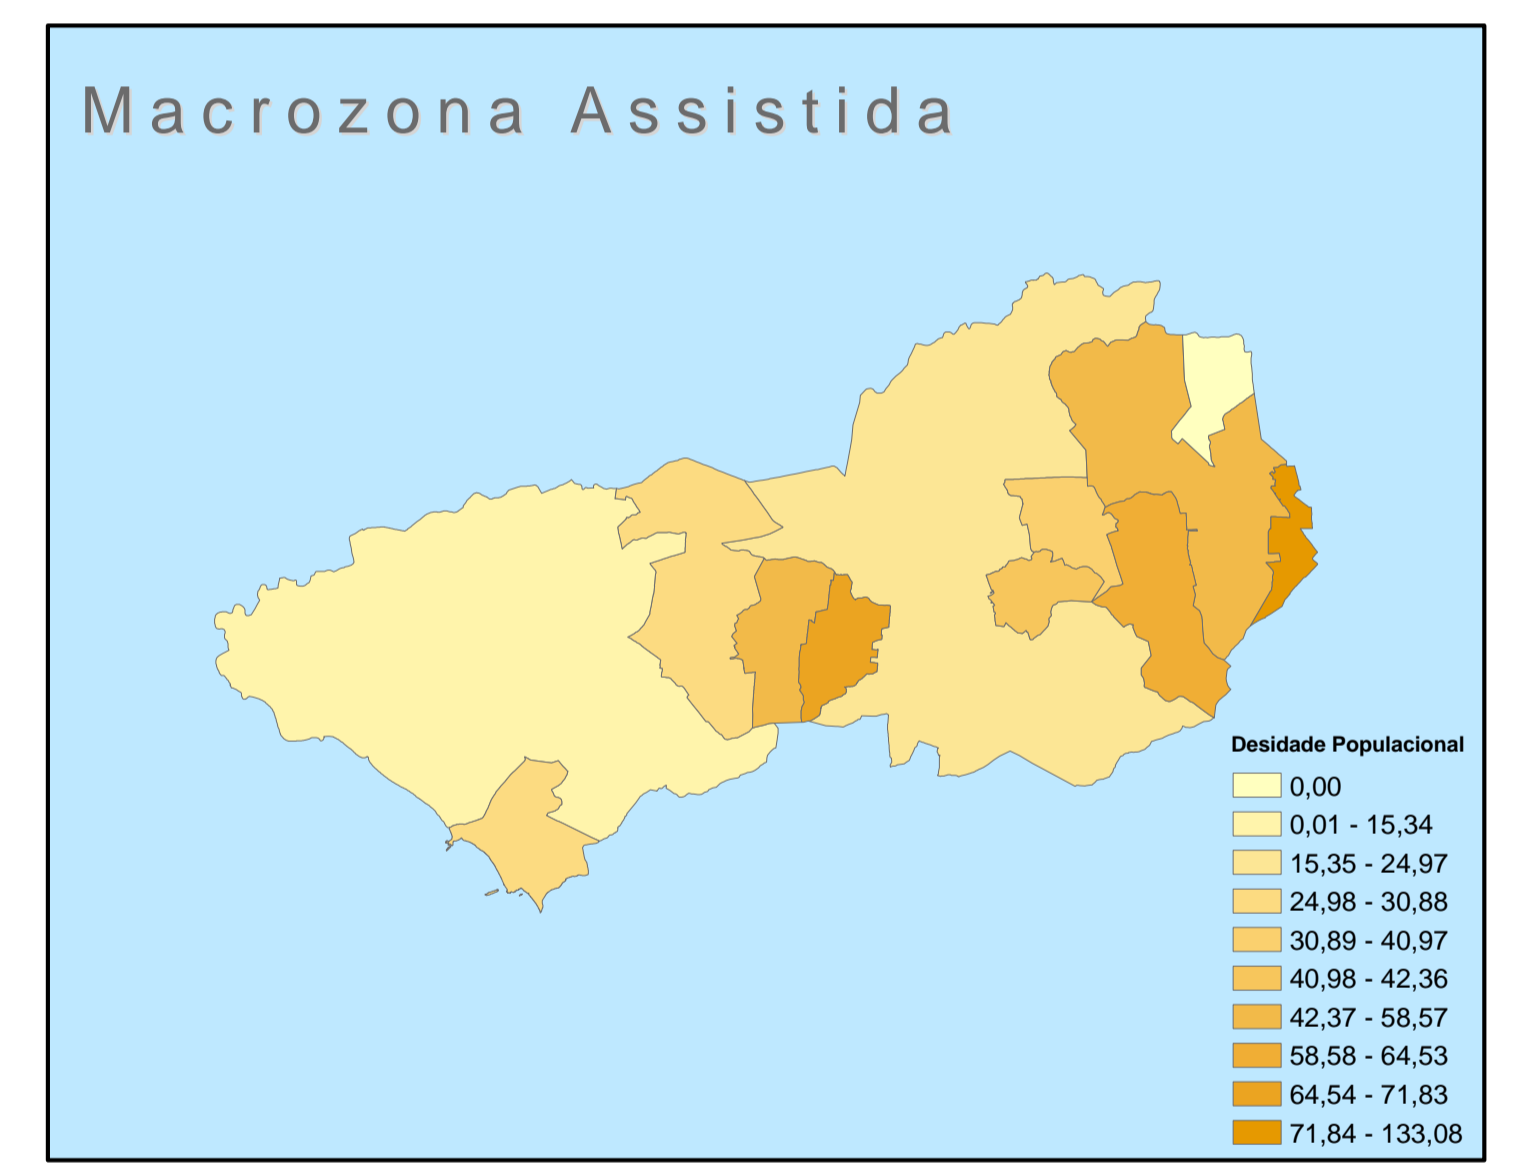 Macrozona Assistida
Desidade Populacional
0,00
0,01 - 15,34
15,35 - 24,97
24,98 - 30,88
30,89 - 40,97
40,98 - 42,36
42,37 - 58,57
58,58 - 64,53
64,54 - 71,83
71,84 - 133,08